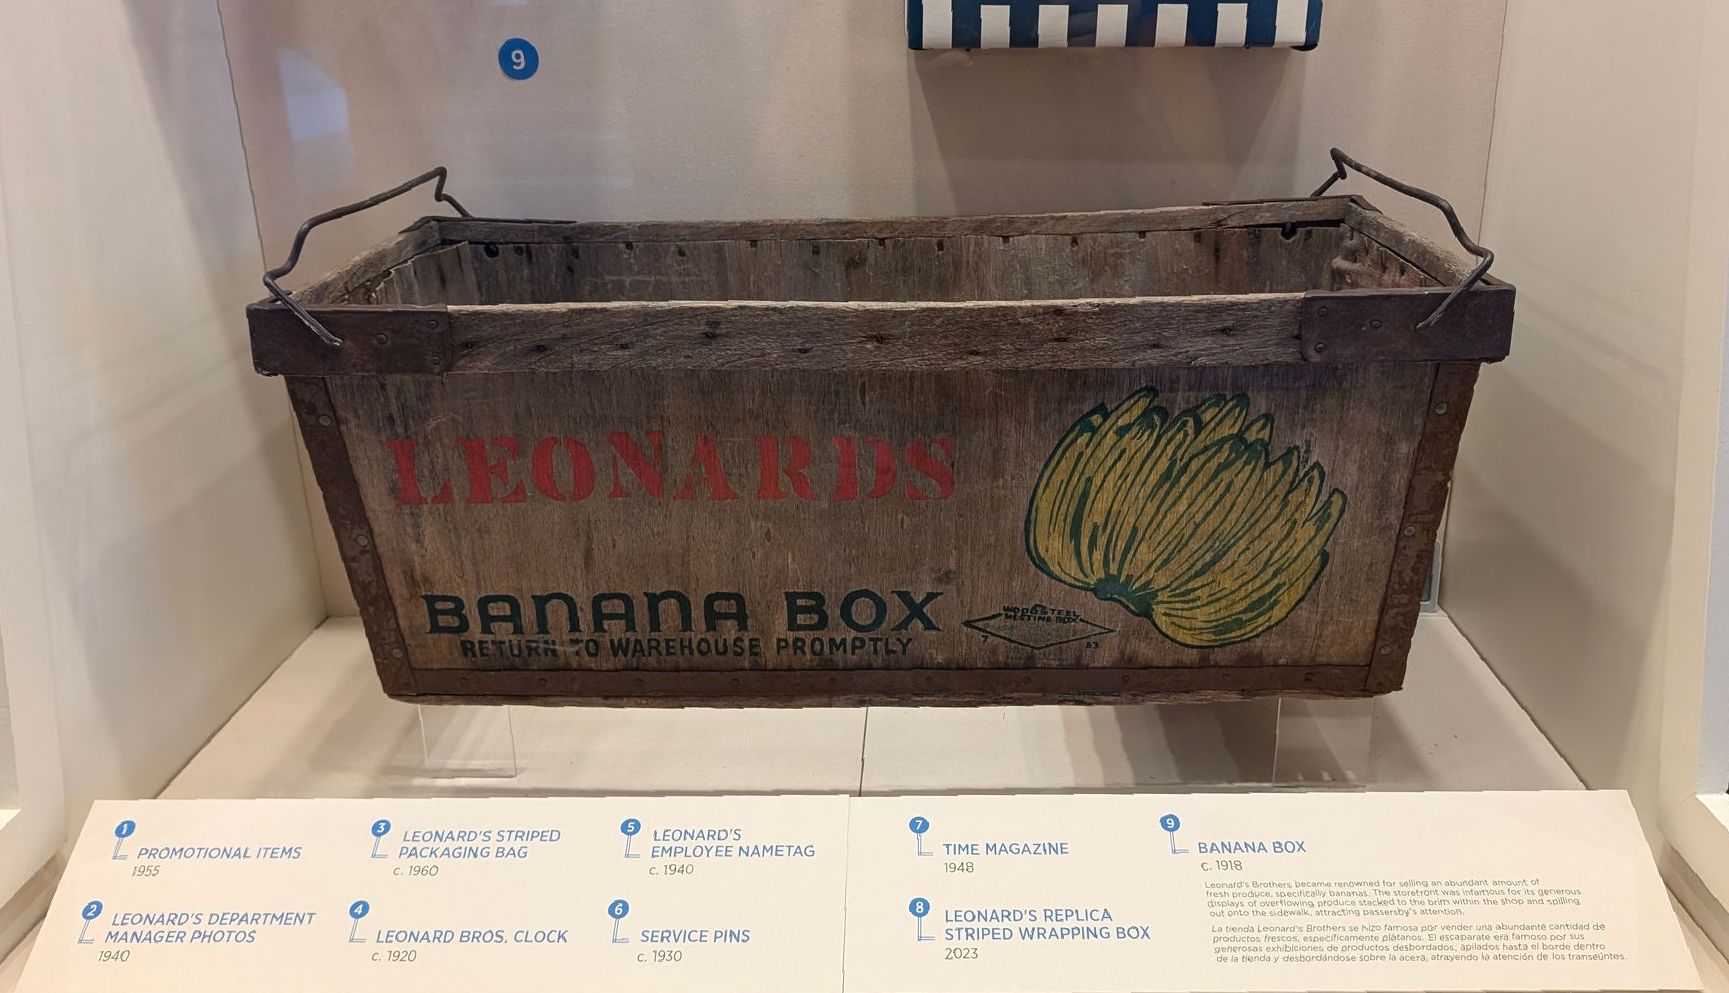 9
LEONARDS
BANANA BOX
RETURN TO WAREHOUSE PROMPTLY
WOOD STEEL
NESTING BOX
7 53
1
PROMOTIONAL ITEMS
1955
2
LEONARD'S DEPARTMENT
MANAGER PHOTOS
1940
3
LEONARD'S STRIPED
PACKAGING BAG
c. 1960
4
LEONARD BROS. CLOCK
c. 1920
5
LEONARD'S
EMPLOYEE NAMETAG
c. 1940
6
SERVICE PINS
c. 1930
7
TIME MAGAZINE
1948
8
LEONARD'S REPLICA
STRIPED WRAPPING BOX
2023
9
BANANA BOX
c. 1918
Leonard's Brothers became renowned for selling an abundant amount of
fresh produce, specifically bananas. The storefront was infamous for its generous
displays of overflowing produce stacked to the brim within the shop and spilling
out onto the sidewalk, attracting passersby's attention.
La tienda Leonard's Brothers se hizo famosa por vender una abundante cantidad de
productos frescos, específicamente plátanos. El escaparate era famoso por sus
generosas exhibiciones de productos desbordados, apilados hasta el borde dentro
de la tienda y desbordándose sobre la acera, atrayendo la atención de los transeúntes.